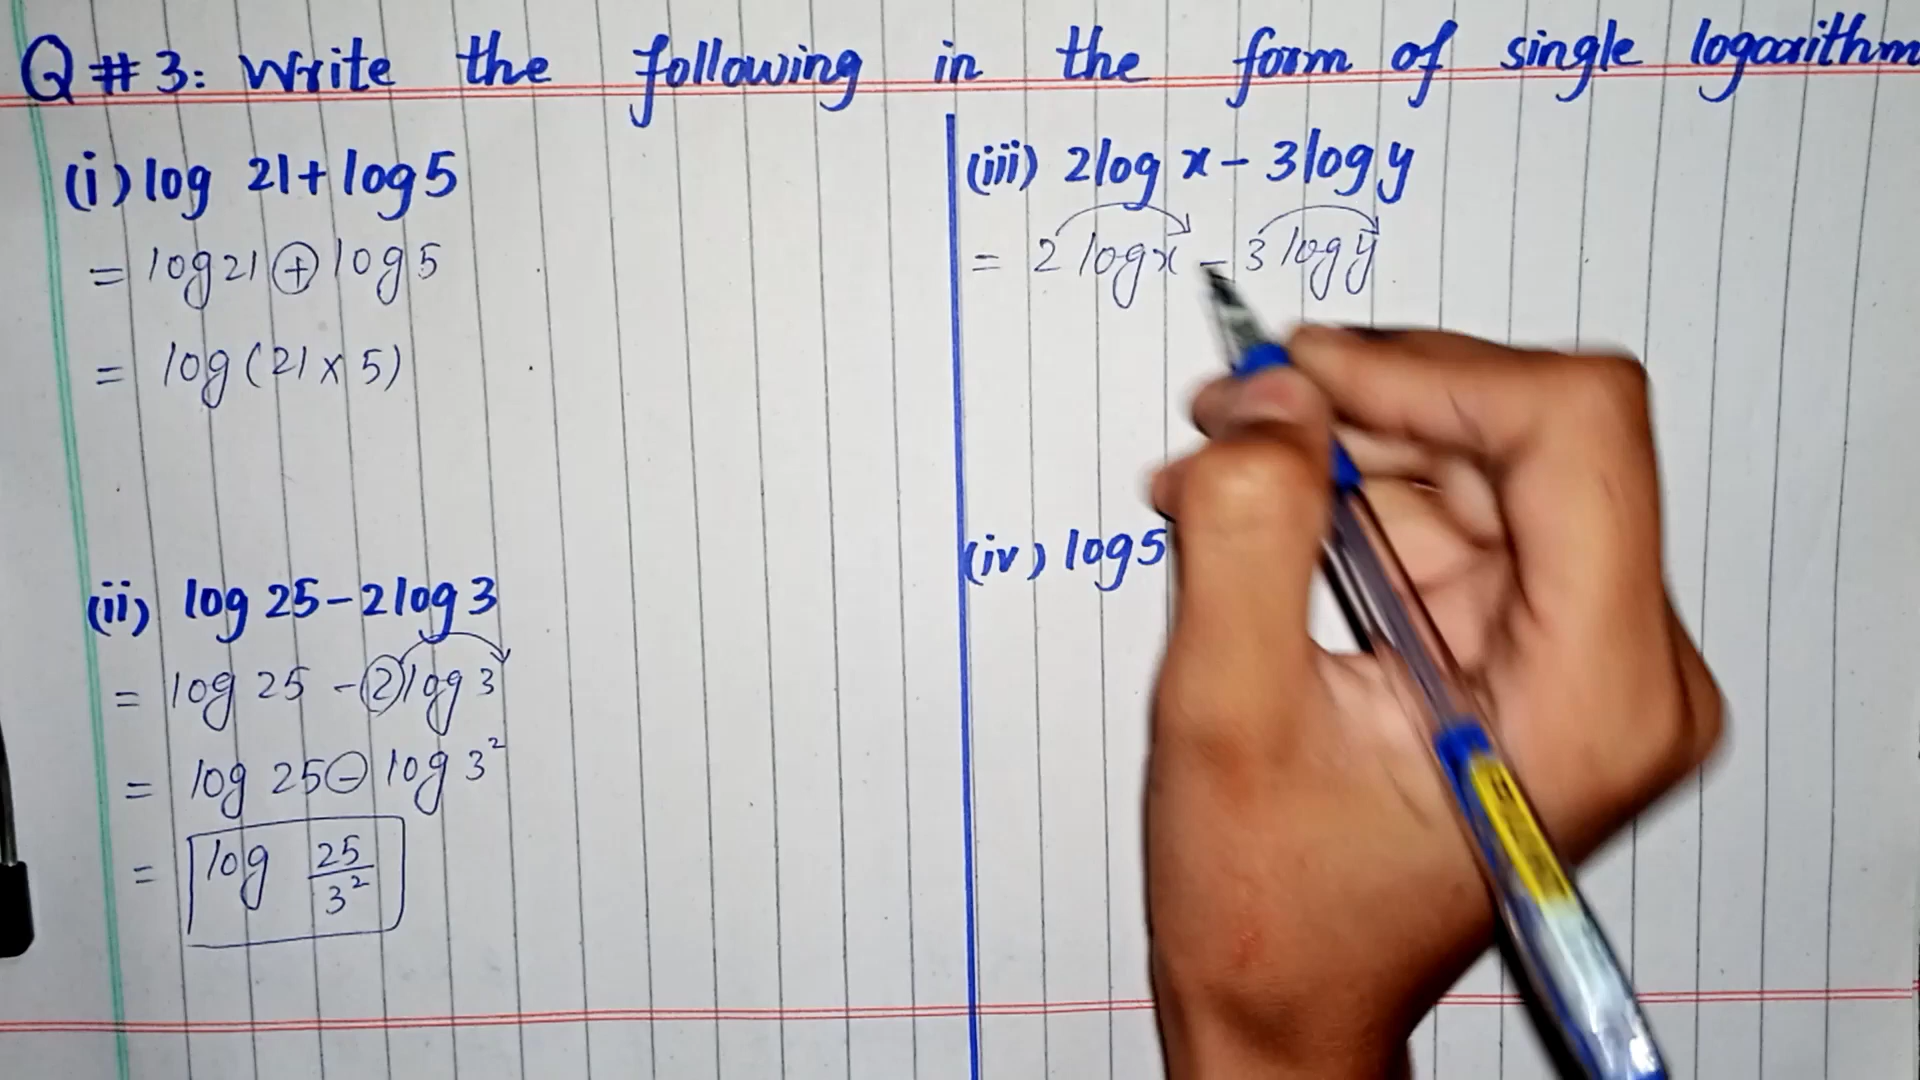 Q # 3: Write the following in the form of single logarithm
(i) log 21 + log 5
= log 21 + log 5
= log (21 × 5)
(ii) log 25 - 2 log 3
= log 25 - 2 log 3
= log 25 - log 3²
= log 25/3²
(iii) 2 log x - 3 log y
= 2 log x - 3 log y
(iv) log 5